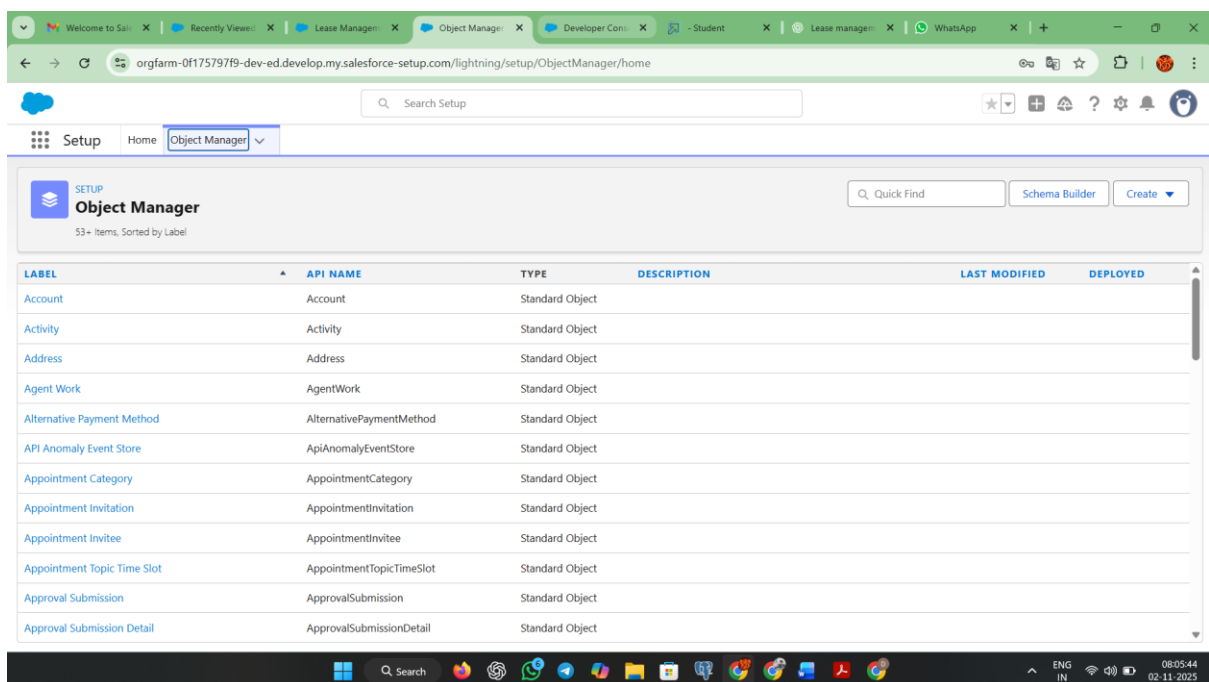 Welcome to Sale
Recently Viewed
Lease Managem
Object Manager
Developer Cons
- Student
Lease managem
WhatsApp
orgfarm-0f175797f9-dev-ed.develop.my.salesforce-setup.com/lightning/setup/ObjectManager/home
Search Setup
Setup Home Object Manager
SETUP
Object Manager
53+ Items, Sorted by Label
Quick Find
Schema Builder
Create
LABEL API NAME TYPE DESCRIPTION LAST MODIFIED DEPLOYED
Account Account Standard Object
Activity Activity Standard Object
Address Address Standard Object
Agent Work AgentWork Standard Object
Alternative Payment Method AlternativePaymentMethod Standard Object
API Anomaly Event Store ApiAnomalyEventStore Standard Object
Appointment Category AppointmentCategory Standard Object
Appointment Invitation AppointmentInvitation Standard Object
Appointment Invitee AppointmentInvitee Standard Object
Appointment Topic Time Slot AppointmentTopicTimeSlot Standard Object
Approval Submission ApprovalSubmission Standard Object
Approval Submission Detail ApprovalSubmissionDetail Standard Object
Search
ENG
IN
08:05:44
02-11-2025